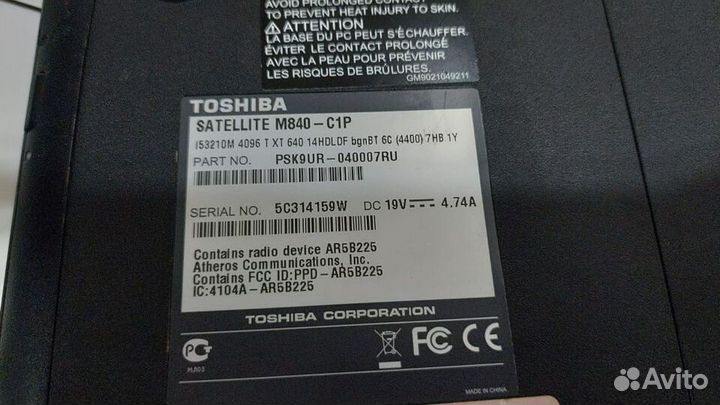 AVOID PROLONGED CONTACT
TO PREVENT HEAT INJURY TO SKIN.
ATTENTION
LA BASE DU PC PEUT S'ÉCHAUFFER.
ÉVITER LE CONTACT PROLONGÉ
AVEC LA PEAU POUR PRÉVENIR
LES RISQUES DE BRÛLURES.
GM9021049211
TOSHIBA
SATELLITE M840-C1P
I53210M 4096 T XT 640 14HDLDF bgnBT 6C (4400) 7HB 1Y
PART NO. PSK9UR-040007RU
SERIAL NO. 5C314159W DC 19V 4.74A
Contains radio device AR5B225
Atheros Communications, Inc.
Contains FCC ID:PPD-AR5B225
IC:4104A-AR5B225
TOSHIBA CORPORATION
FC CE
MADE IN CHINA
Avito